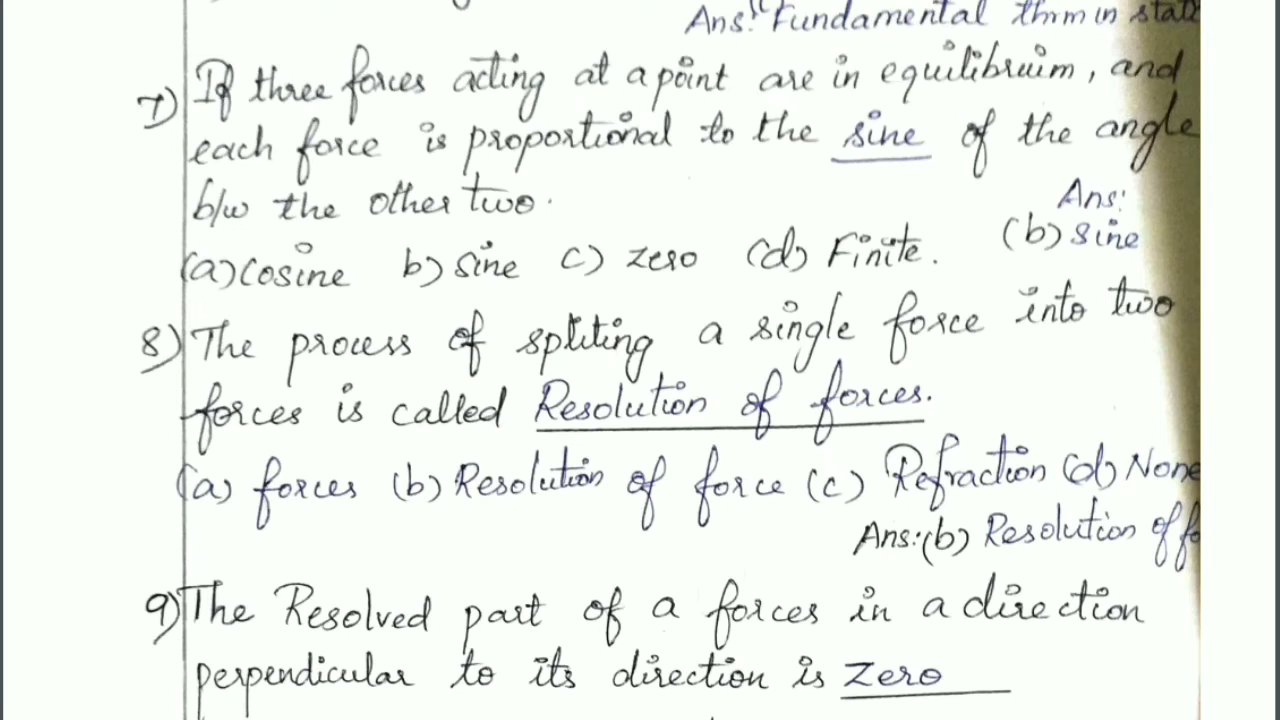 Ans: Fundamental thrm in stat
7) If three forces acting at a point are in equilibruim, and
each force is proportional to the sine of the angle
b/w the other two.
Ans:
(a) cosine b) sine c) zero (d) Finite. (b) sine
8) The process of spliting a single force into two
forces is called Resolution of forces.
(a) forces (b) Resolution of force (c) Refraction (d) None
Ans: (b) Resolution of fo
9) The Resolved part of a forces in a direction
perpendicular to its direction is zero